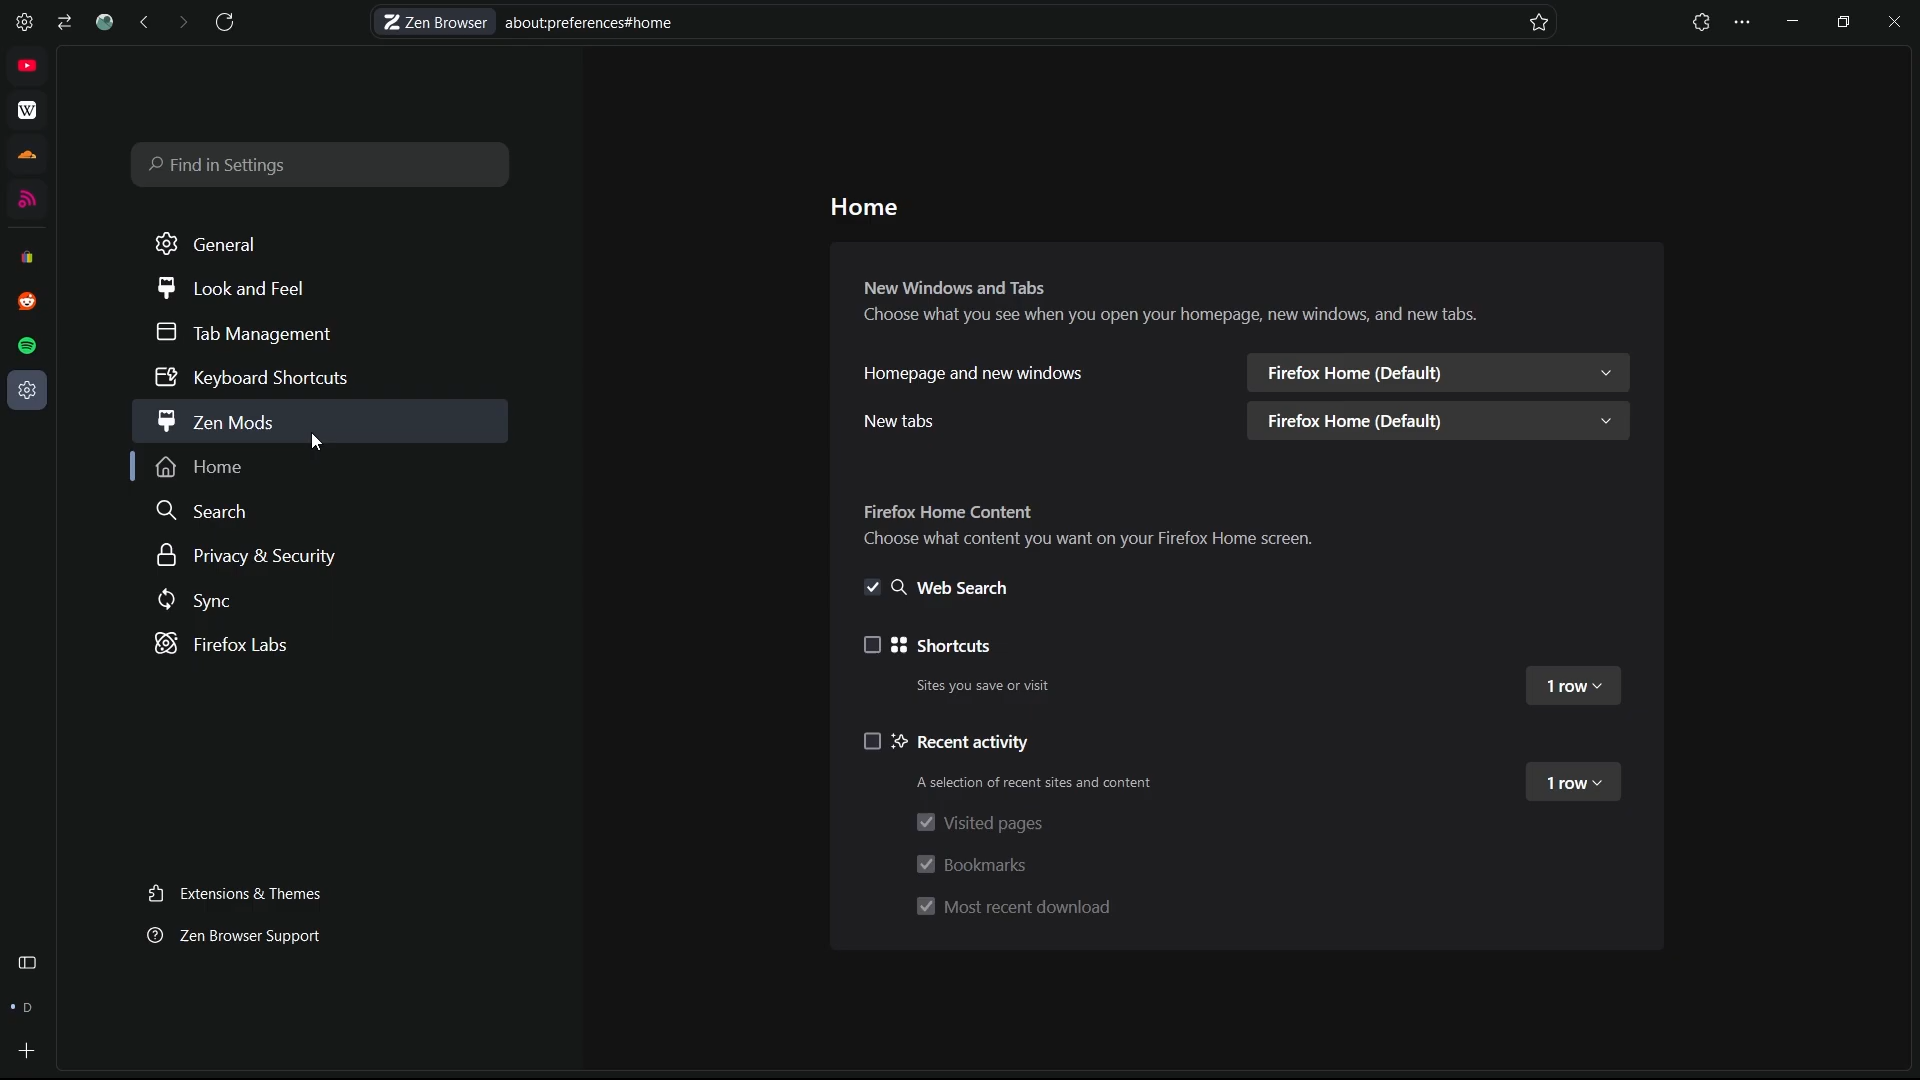 Zen Browser about:preferences#home
W
Find in Settings
General
Look and Feel
Tab Management
Keyboard Shortcuts
Zen Mods
Home
Search
Privacy & Security
Sync
Firefox Labs
Extensions & Themes
Zen Browser Support
D
Home
New Windows and Tabs
Choose what you see when you open your homepage, new windows, and new tabs.
Homepage and new windows Firefox Home (Default)
New tabs Firefox Home (Default)
Firefox Home Content
Choose what content you want on your Firefox Home screen.
Web Search
Shortcuts
Sites you save or visit 1 row
Recent activity
A selection of recent sites and content 1 row
Visited pages
Bookmarks
Most recent download